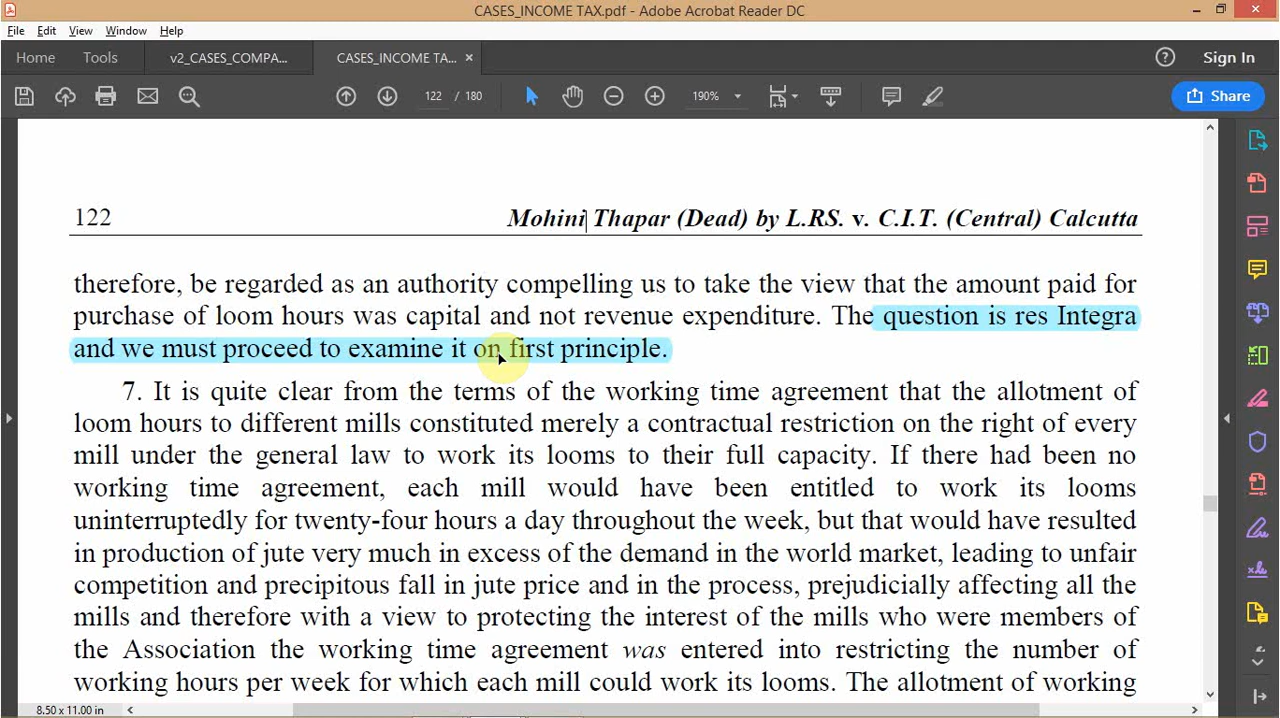 CASES_INCOME TAX.pdf - Adobe Acrobat Reader DC
File Edit View Window Help
Home Tools v2_CASES_COMPA... CASES_INCOME TA... × ? Sign In
122 / 180 190% Share
122 Mohini Thapar (Dead) by L.RS. v. C.I.T. (Central) Calcutta
therefore, be regarded as an authority compelling us to take the view that the amount paid for
purchase of loom hours was capital and not revenue expenditure. The question is res Integra
and we must proceed to examine it on first principle.
7. It is quite clear from the terms of the working time agreement that the allotment of
loom hours to different mills constituted merely a contractual restriction on the right of every
mill under the general law to work its looms to their full capacity. If there had been no
working time agreement, each mill would have been entitled to work its looms
uninterruptedly for twenty-four hours a day throughout the week, but that would have resulted
in production of jute very much in excess of the demand in the world market, leading to unfair
competition and precipitous fall in jute price and in the process, prejudicially affecting all the
mills and therefore with a view to protecting the interest of the mills who were members of
the Association the working time agreement was entered into restricting the number of
working hours per week for which each mill could work its looms. The allotment of working
8.50 x 11.00 in